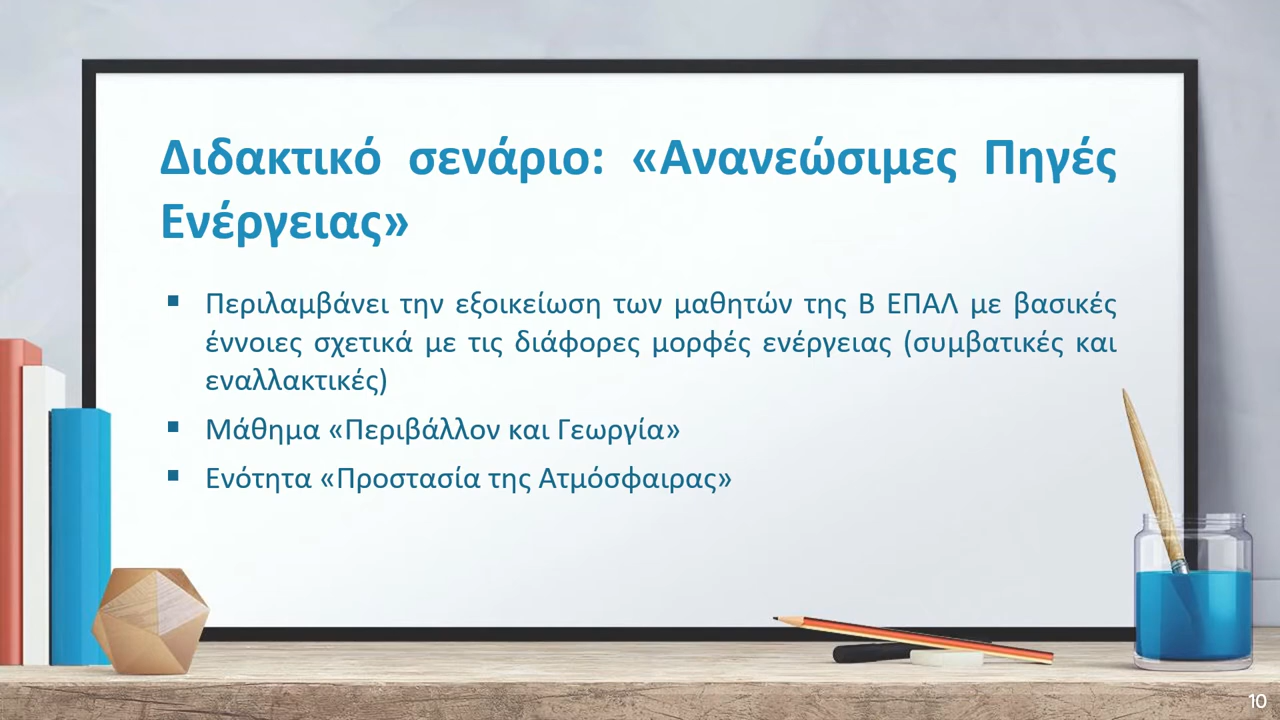 Διδακτικό σενάριο: «Ανανεώσιμες Πηγές
Ενέργειας»
▪ Περιλαμβάνει την εξοικείωση των μαθητών της Β ΕΠΑΛ με βασικές
έννοιες σχετικά με τις διάφορες μορφές ενέργειας (συμβατικές και
εναλλακτικές)
▪ Μάθημα «Περιβάλλον και Γεωργία»
▪ Ενότητα «Προστασία της Ατμόσφαιρας»
10